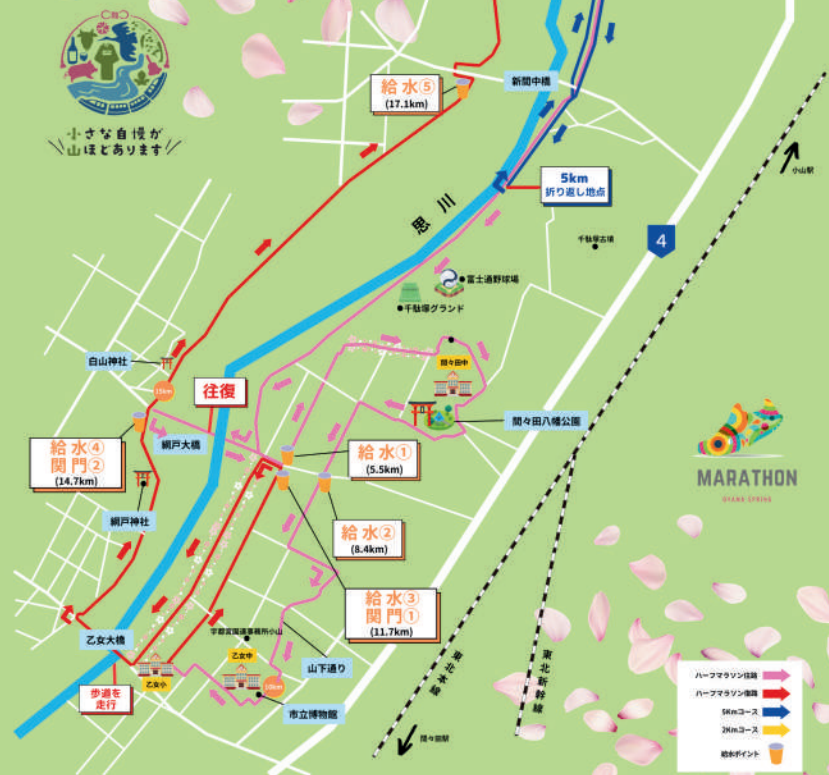 小さな自慢が
山ほどあります
給水⑤
(17.1km)
新間中橋
小山駅
5km
折り返し地点
思川
4
千駄塚古墳
富士通野球場
千駄塚グランド
白山神社
15km
往復
間々田中
間々田八幡公園
網戸大橋
給水④
関門②
(14.7km)
給水①
(5.5km)
MARATHON
OYAMA SPRING
網戸神社
給水②
(8.4km)
給水③
関門①
(11.7km)
乙女大橋
宇都宮国道事務所小山
乙女中
山下通り
東北本線
東北新幹線
歩道を
走行
乙女小
10km
市立博物館
間々田駅
ハーフマラソン往路
ハーフマラソン復路
5Kmコース
2Kmコース
給水ポイント